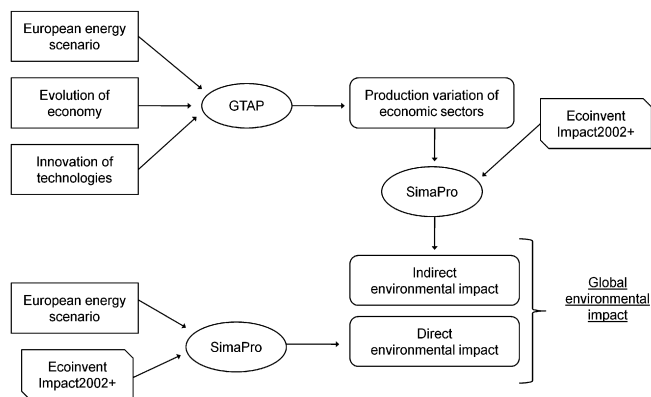 European energy
scenario
Evolution of
economy
Innovation of
technologies
GTAP
Production variation of
economic sectors
Ecoinvent
Impact2002+
SimaPro
Indirect
environmental impact
Global
environmental
impact
European energy
scenario
Ecoinvent
Impact2002+
SimaPro
Direct
environmental impact